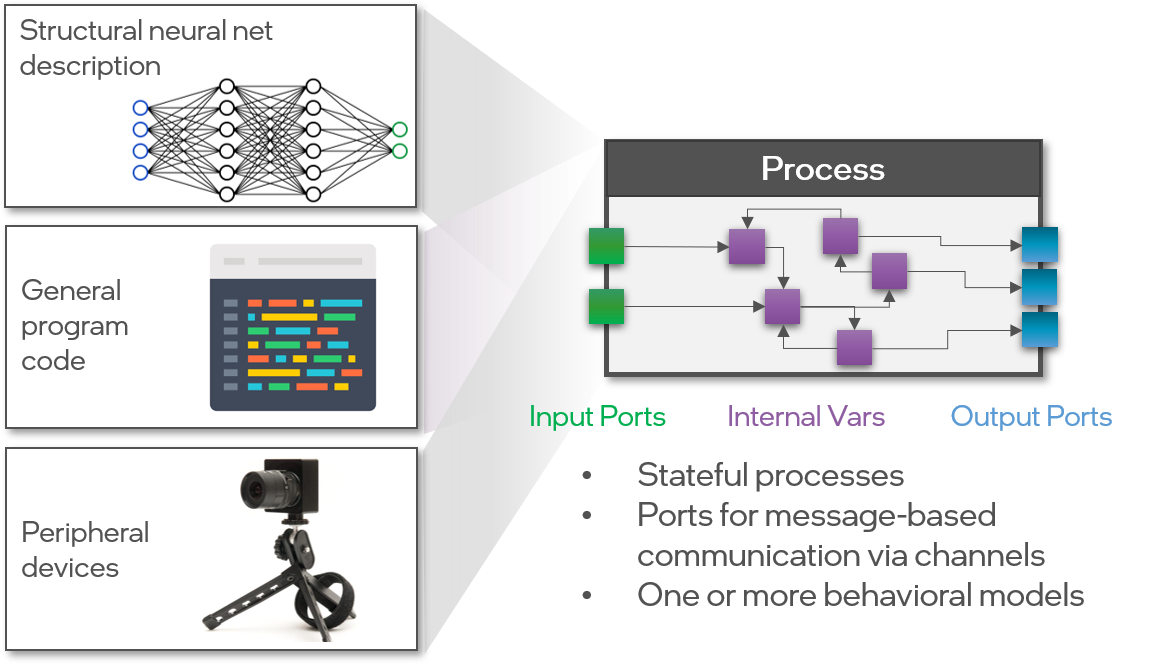 Structural neural net
description
General
program
code
Peripheral
devices
Process
Input Ports
Internal Vars
Output Ports
• Stateful processes
• Ports for message-based
communication via channels
• One or more behavioral models